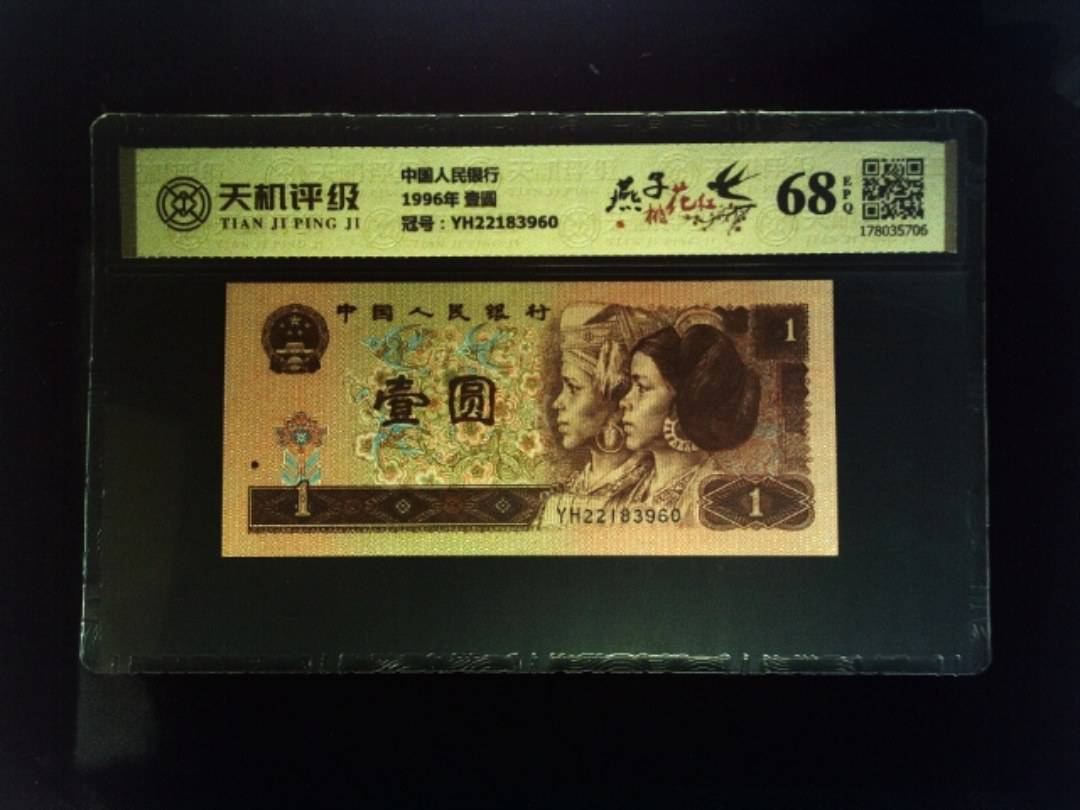 天机评级
TIAN JI PING JI
中国人民银行
1996年 壹圆
冠号：YH22183960
燕子
桃花红
68
EPQ
178035706
中国人民银行
1
壹圆
1
YH22183960
1